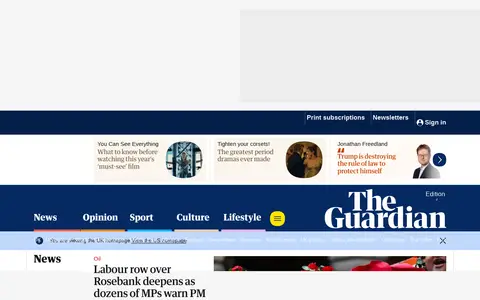 Print subscriptions
Newsletters
Sign in
You Can See Everything
What to know before
watching this year's
'must-see' film
Tighten your corsets!
The greatest period
dramas ever made
Jonathan Freedland
Trump is destroying
the rule of law to
protect himself
Edition
The
Guardian
News
Opinion
Sport
Culture
Lifestyle
You are viewing the UK homepage View the US homepage
News
Oil
Labour row over
Rosebank deepens as
dozens of MPs warn PM